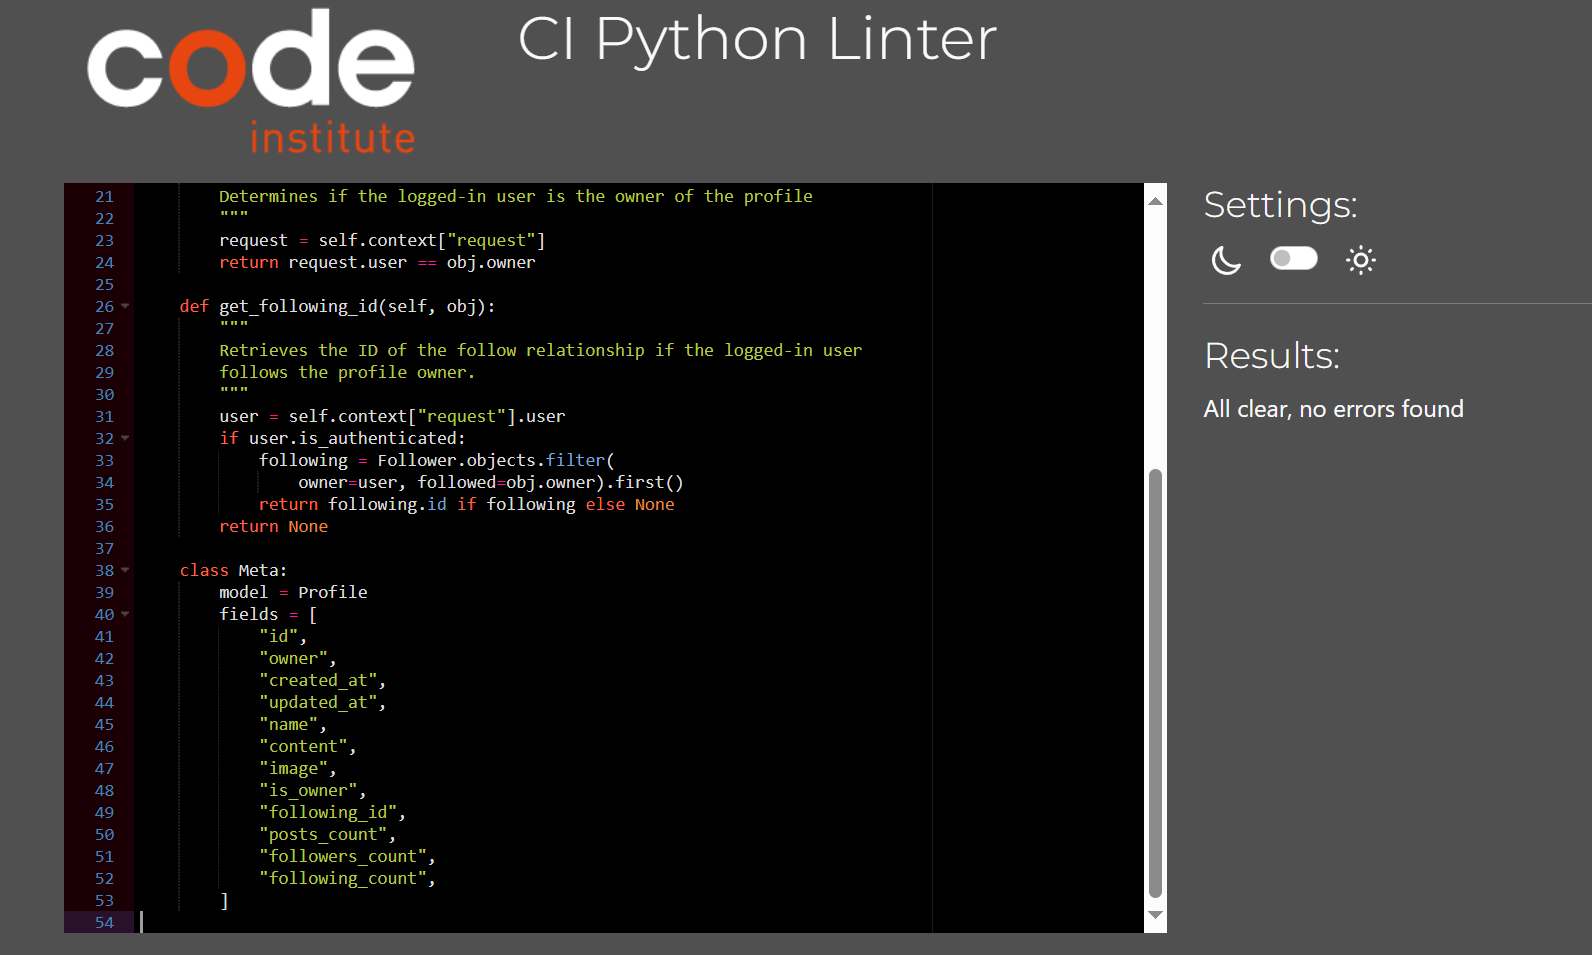 code
institute
CI Python Linter
21 Determines if the logged-in user is the owner of the profile
22 """
23 request = self.context["request"]
24 return request.user == obj.owner
25
26 def get_following_id(self, obj):
27 """
28 Retrieves the ID of the follow relationship if the logged-in user
29 follows the profile owner.
30 """
31 user = self.context["request"].user
32 if user.is_authenticated:
33 following = Follower.objects.filter(
34 owner=user, followed=obj.owner).first()
35 return following.id if following else None
36 return None
37
38 class Meta:
39 model = Profile
40 fields = [
41 "id",
42 "owner",
43 "created_at",
44 "updated_at",
45 "name",
46 "content",
47 "image",
48 "is_owner",
49 "following_id",
50 "posts_count",
51 "followers_count",
52 "following_count",
53 ]
54
Settings:
Results:
All clear, no errors found